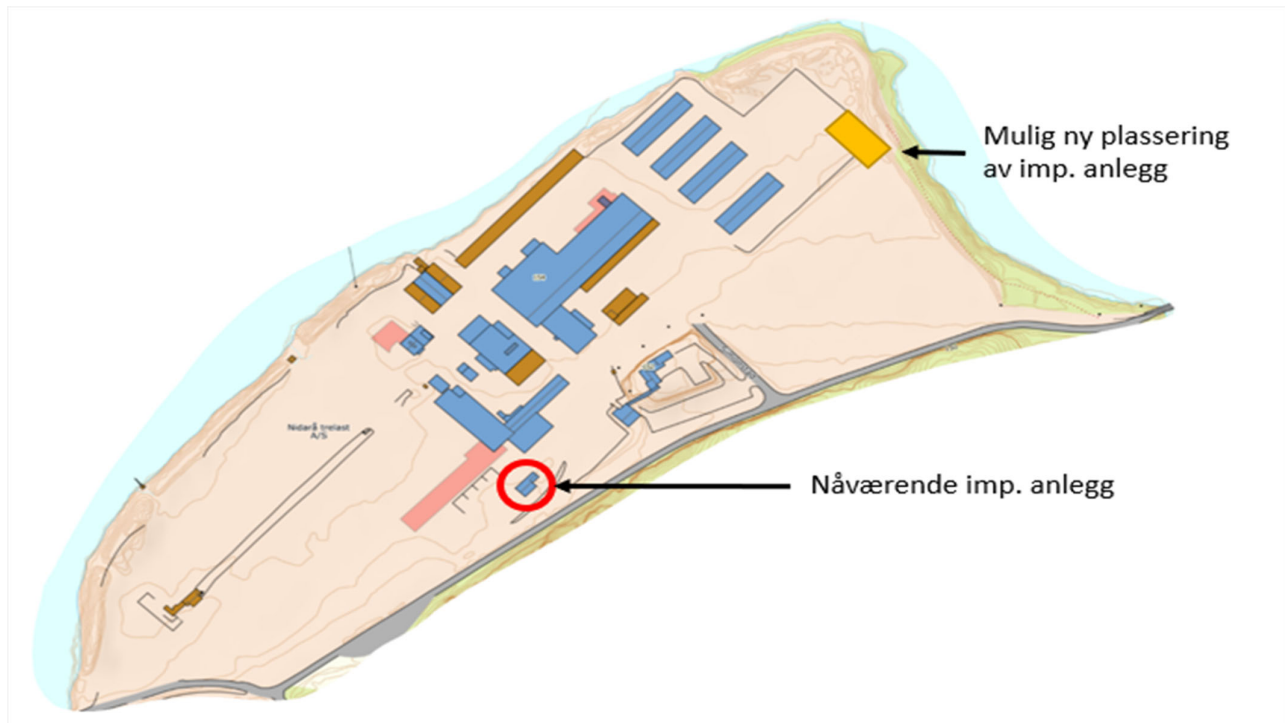 Mulig ny plassering
av imp. anlegg
Nidarå trelast
A/S
Nåværende imp. anlegg